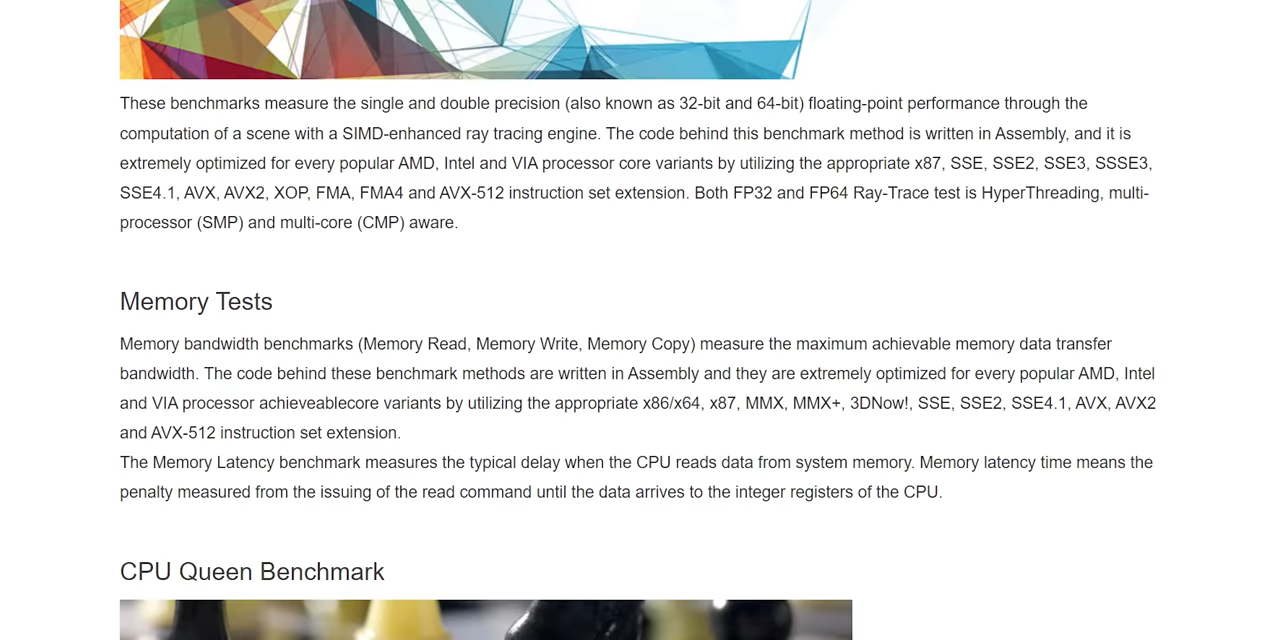 These benchmarks measure the single and double precision (also known as 32-bit and 64-bit) floating-point performance through the
computation of a scene with a SIMD-enhanced ray tracing engine. The code behind this benchmark method is written in Assembly, and it is
extremely optimized for every popular AMD, Intel and VIA processor core variants by utilizing the appropriate x87, SSE, SSE2, SSE3, SSSE3,
SSE4.1, AVX, AVX2, XOP, FMA, FMA4 and AVX-512 instruction set extension. Both FP32 and FP64 Ray-Trace test is HyperThreading, multi-
processor (SMP) and multi-core (CMP) aware.
Memory Tests
Memory bandwidth benchmarks (Memory Read, Memory Write, Memory Copy) measure the maximum achievable memory data transfer
bandwidth. The code behind these benchmark methods are written in Assembly and they are extremely optimized for every popular AMD, Intel
and VIA processor achieveablecore variants by utilizing the appropriate x86/x64, x87, MMX, MMX+, 3DNow!, SSE, SSE2, SSE4.1, AVX, AVX2
and AVX-512 instruction set extension.
The Memory Latency benchmark measures the typical delay when the CPU reads data from system memory. Memory latency time means the
penalty measured from the issuing of the read command until the data arrives to the integer registers of the CPU.
CPU Queen Benchmark